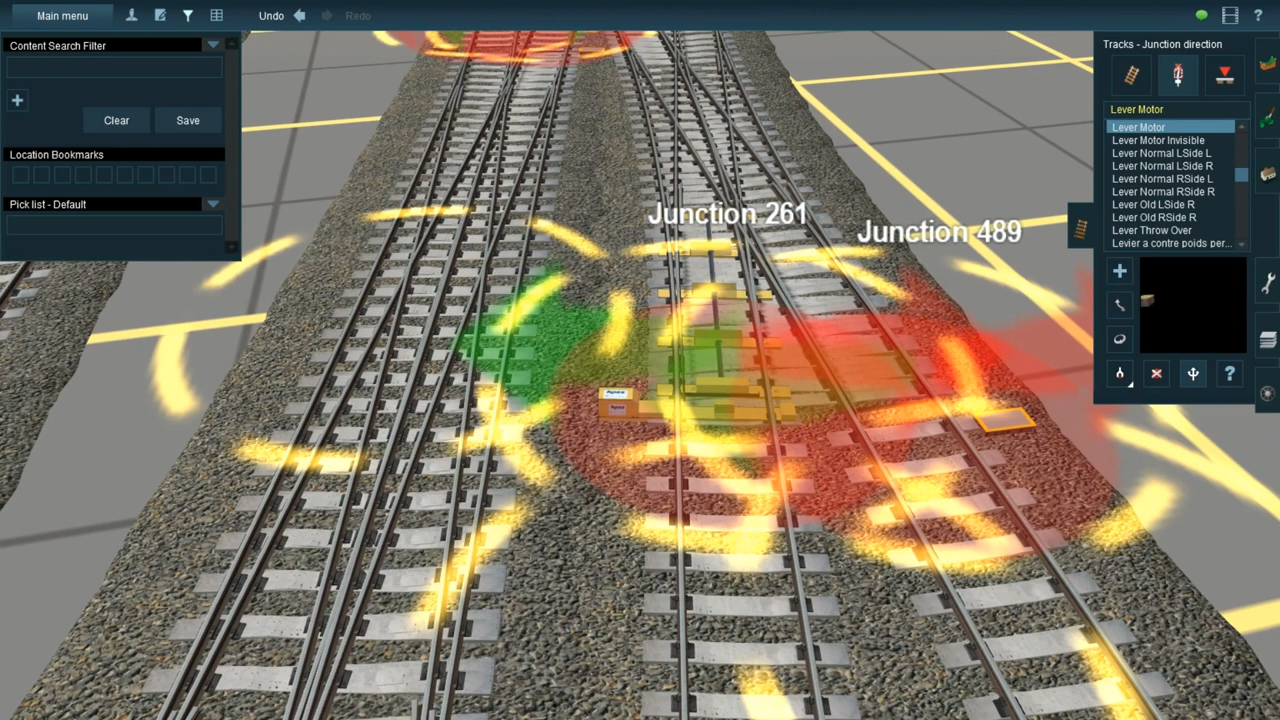 Main menu
Undo
Redo
?
Content Search Filter
Clear
Save
Location Bookmarks
Pick list - Default
Junction 261
Junction 489
Tracks - Junction direction
Lever Motor
Lever Motor
Lever Motor Invisible
Lever Normal LSide L
Lever Normal LSide R
Lever Normal RSide L
Lever Normal RSide R
Lever Old LSide R
Lever Old RSide R
Lever Throw Over
Levier a contre poids per...
?